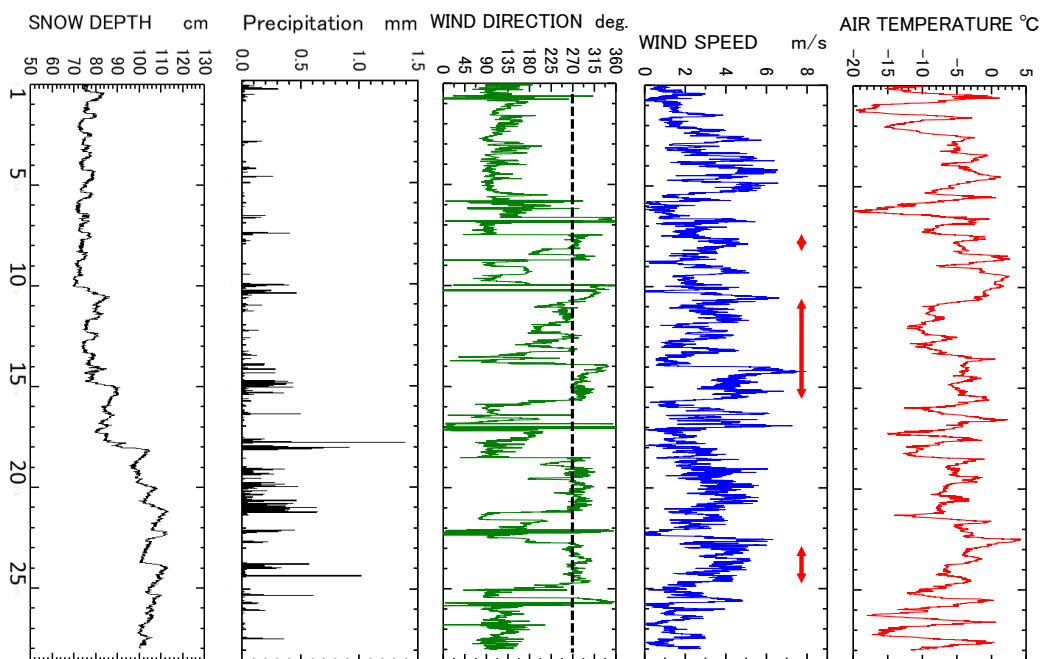 SNOW DEPTH cm
50 60 70 80 90 100 110 120 130
Precipitation mm
0.0 0.5 1.0 1.5
WIND DIRECTION deg.
0 45 90 135 180 225 270 315 360
WIND SPEED m/s
0 2 4 6 8
AIR TEMPERATURE °C
-20 -15 -10 -5 0 5
1
5
10
15
20
25